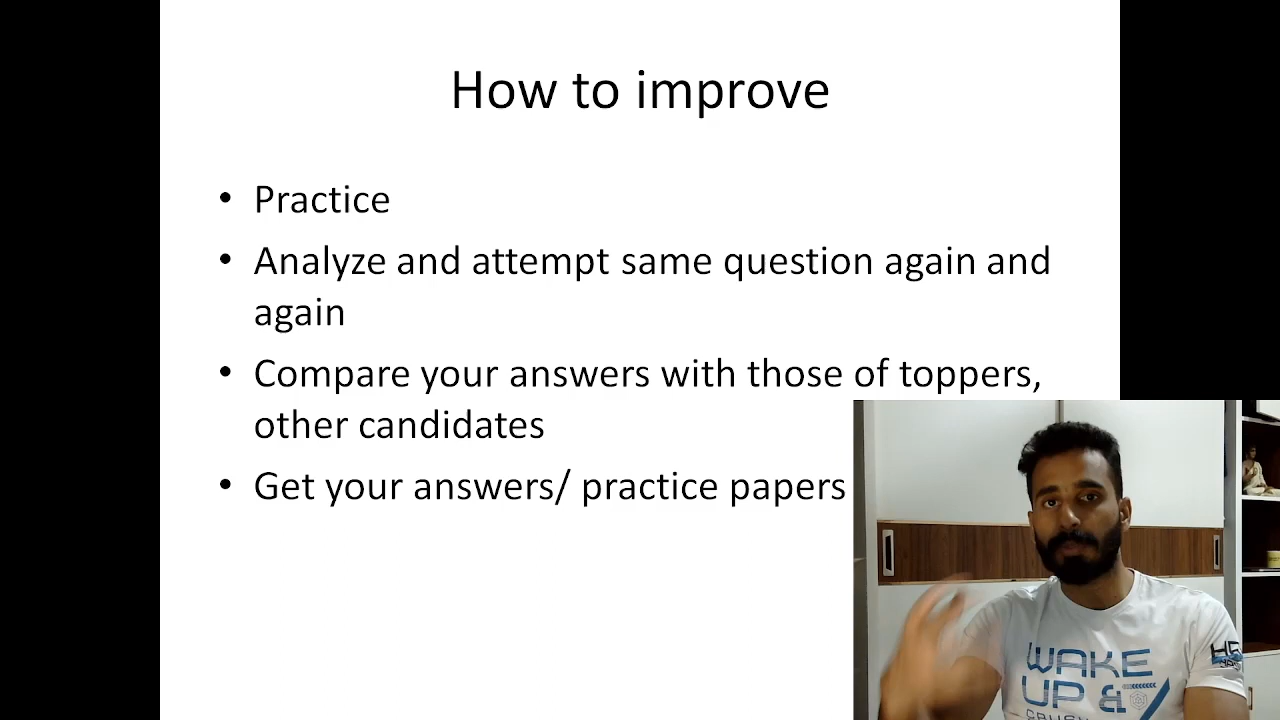 How to improve
• Practice
• Analyze and attempt same question again and
again
• Compare your answers with those of toppers,
other candidates
• Get your answers/ practice papers
WAKE
UP &
CRUSH